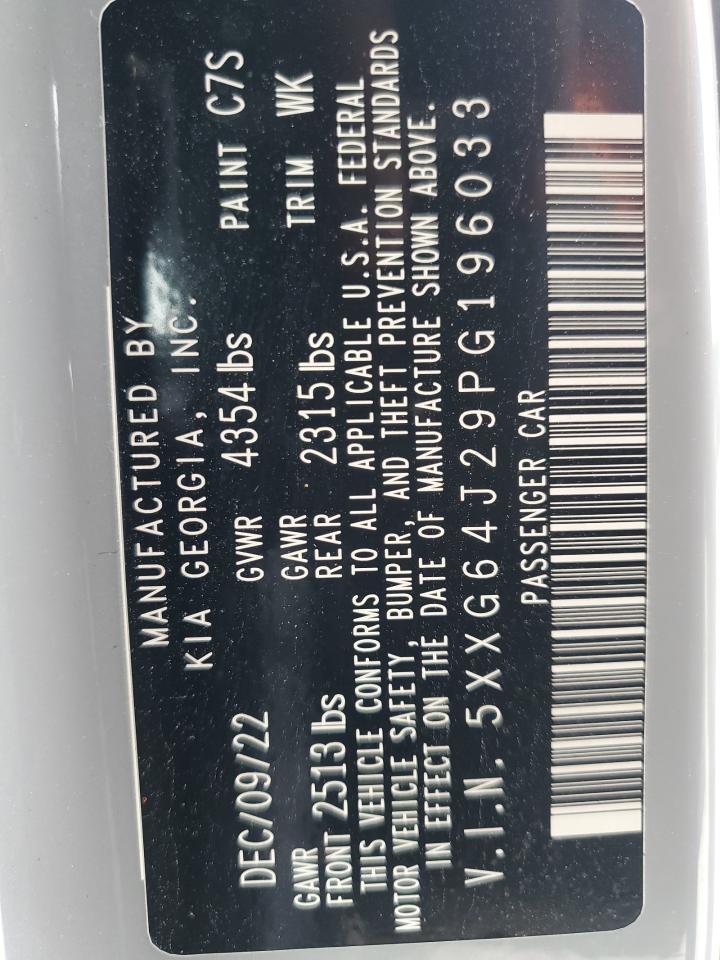 MANUFACTURED BY
KIA GEORGIA, INC.
DEC/09/22 GVWR 4354 lbs PAINT C7S
GAWR FRONT 2513 lbs GAWR REAR 2315 lbs TRIM WK
THIS VEHICLE CONFORMS TO ALL APPLICABLE U.S.A. FEDERAL
MOTOR VEHICLE SAFETY, BUMPER, AND THEFT PREVENTION STANDARDS
IN EFFECT ON THE DATE OF MANUFACTURE SHOWN ABOVE.
V.I.N. 5XXG64J29PG196033
PASSENGER CAR